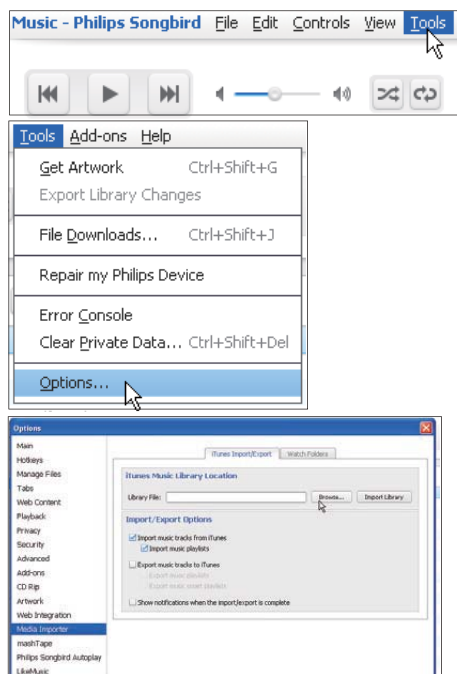 Music - Philips Songbird File Edit Controls View Tools
Tools Add-ons Help
Get Artwork Ctrl+Shift+G
Export Library Changes
File Downloads... Ctrl+Shift+J
Repair my Philips Device
Error Console
Clear Private Data... Ctrl+Shift+Del
Options...
Options
Main
Hotkeys
Manage Files
Tabs
Web Content
Playback
Privacy
Security
Advanced
Add-ons
CD Rip
Artwork
Web Integration
Media Importer
mashTape
Philips Songbird Autoplay
LikeMusic
iTunes Import/Export Watch Folders
iTunes Music Library Location
Library File: Browse... Import Library
Import/Export Options
Import music tracks from iTunes
Import music playlists
Export music tracks to iTunes
Export music playlists
Export music smart playlists
Show notifications when the import/export is complete